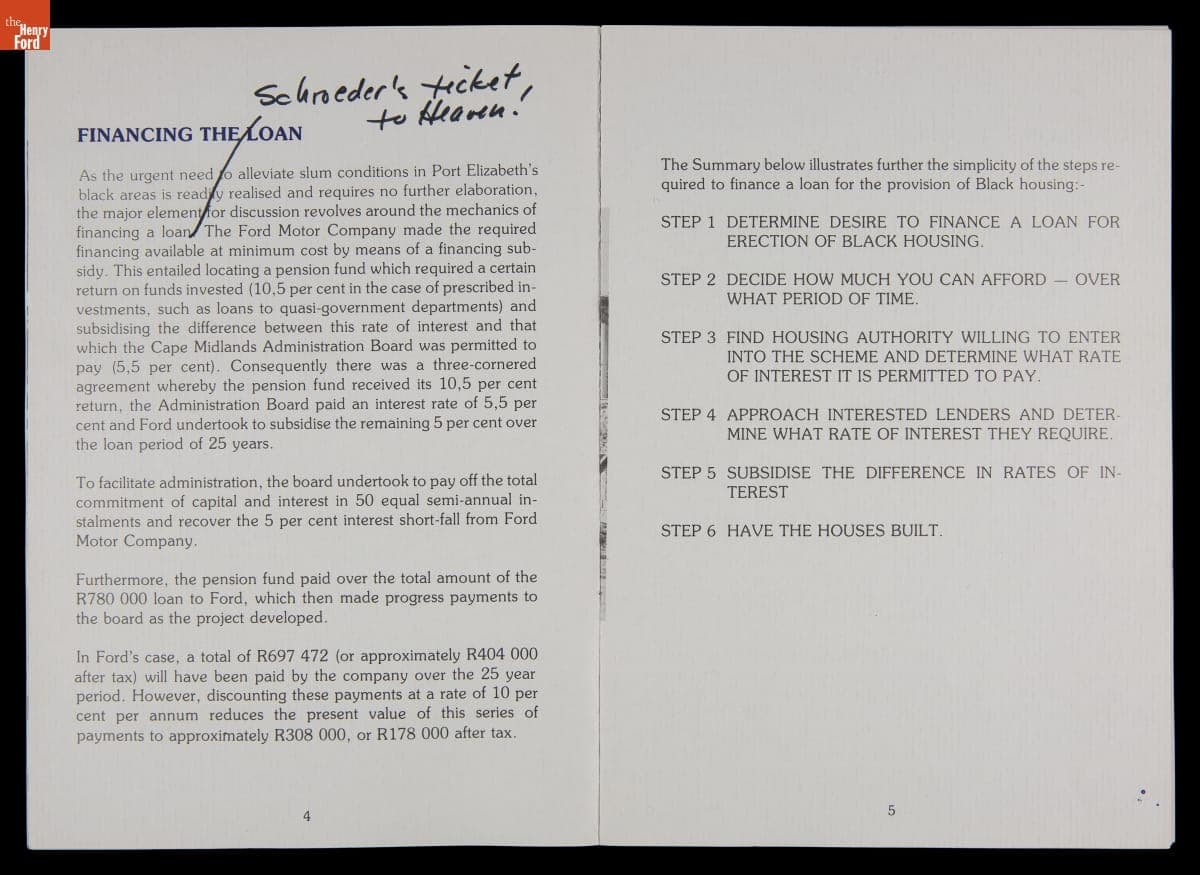 the
Henry
Ford
Schroeder's ticket,
to Heaven!
FINANCING THE LOAN
As the urgent need to alleviate slum conditions in Port Elizabeth's
black areas is readily realised and requires no further elaboration,
the major element for discussion revolves around the mechanics of
financing a loan. The Ford Motor Company made the required
financing available at minimum cost by means of a financing sub-
sidy. This entailed locating a pension fund which required a certain
return on funds invested (10,5 per cent in the case of prescribed in-
vestments, such as loans to quasi-government departments) and
subsidising the difference between this rate of interest and that
which the Cape Midlands Administration Board was permitted to
pay (5,5 per cent). Consequently there was a three-cornered
agreement whereby the pension fund received its 10,5 per cent
return, the Administration Board paid an interest rate of 5,5 per
cent and Ford undertook to subsidise the remaining 5 per cent over
the loan period of 25 years.
To facilitate administration, the board undertook to pay off the total
commitment of capital and interest in 50 equal semi-annual in-
stalments and recover the 5 per cent interest short-fall from Ford
Motor Company.
Furthermore, the pension fund paid over the total amount of the
R780 000 loan to Ford, which then made progress payments to
the board as the project developed.
In Ford's case, a total of R697 472 (or approximately R404 000
after tax) will have been paid by the company over the 25 year
period. However, discounting these payments at a rate of 10 per
cent per annum reduces the present value of this series of
payments to approximately R308 000, or R178 000 after tax.
4
The Summary below illustrates further the simplicity of the steps re-
quired to finance a loan for the provision of Black housing:-
STEP 1 DETERMINE DESIRE TO FINANCE A LOAN FOR
ERECTION OF BLACK HOUSING.
STEP 2 DECIDE HOW MUCH YOU CAN AFFORD — OVER
WHAT PERIOD OF TIME.
STEP 3 FIND HOUSING AUTHORITY WILLING TO ENTER
INTO THE SCHEME AND DETERMINE WHAT RATE
OF INTEREST IT IS PERMITTED TO PAY.
STEP 4 APPROACH INTERESTED LENDERS AND DETER-
MINE WHAT RATE OF INTEREST THEY REQUIRE.
STEP 5 SUBSIDISE THE DIFFERENCE IN RATES OF IN-
TEREST
STEP 6 HAVE THE HOUSES BUILT.
5